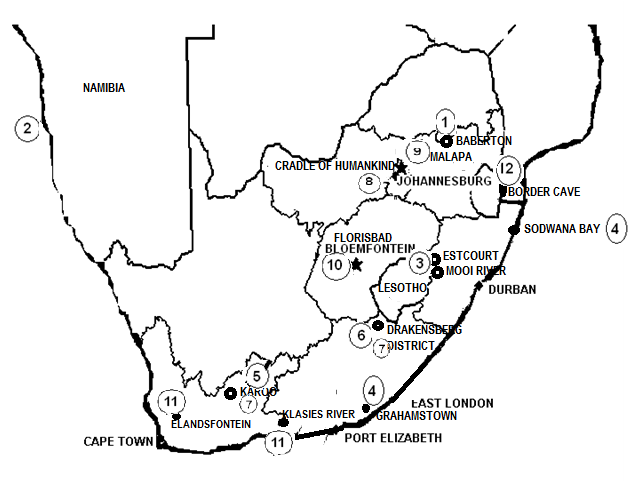 NAMIBIA
2
1
BABERTON
9
MALAPA
CRADLE OF HUMANKIND
8
JOHANNESBURG
12
BORDER CAVE
SODWANA BAY
4
FLORISBAD
BLOEMFONTEIN
10
3
ESTCOURT
MOOI RIVER
LESOTHO
DURBAN
6
DRAKENSBERG
DISTRICT
7
5
KAROO
7
4
11
ELANDSFONTEIN
KLASIES RIVER
11
EAST LONDON
GRAHAMSTOWN
CAPE TOWN
PORT ELIZABETH